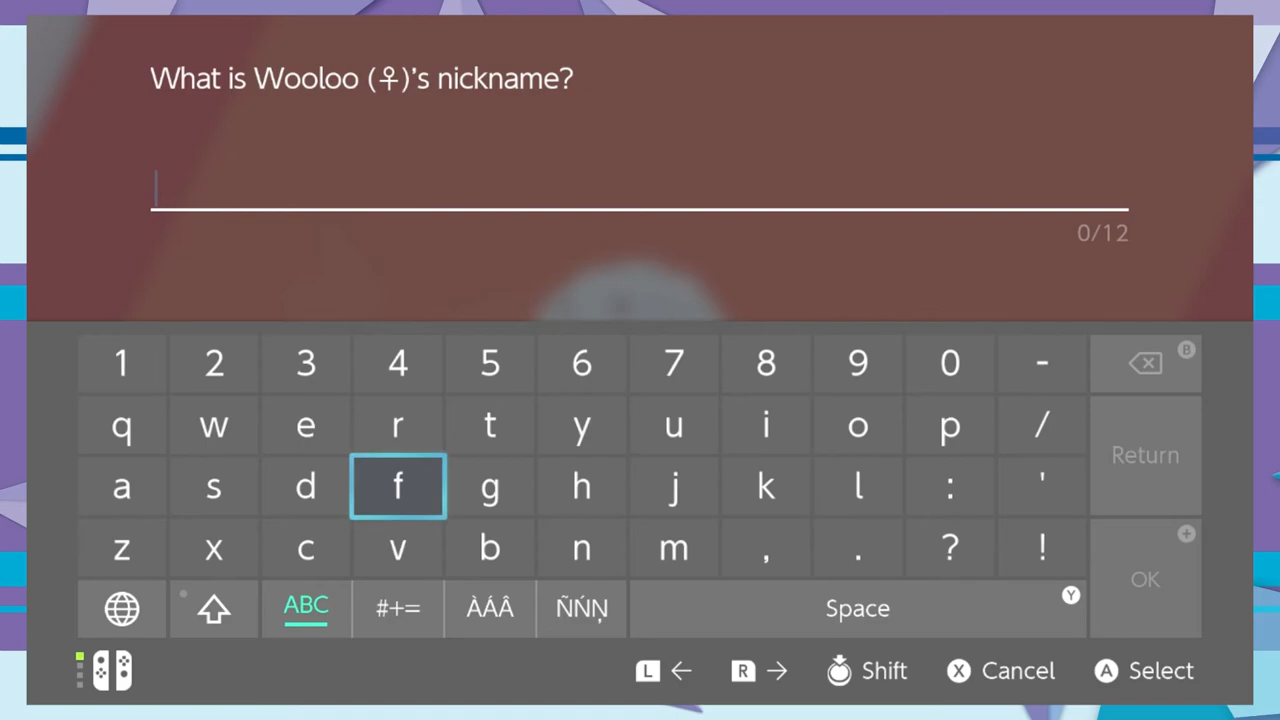 What is Wooloo (♀)'s nickname?
0/12
1 2 3 4 5 6 7 8 9 0 - B
q w e r t y u i o p / Return
a s d f g h j k l : '
z x c v b n m , . ? ! + OK
ABC #+= ÀÁÂ ÑŃŅ Space Y
L ← R → Shift X Cancel A Select